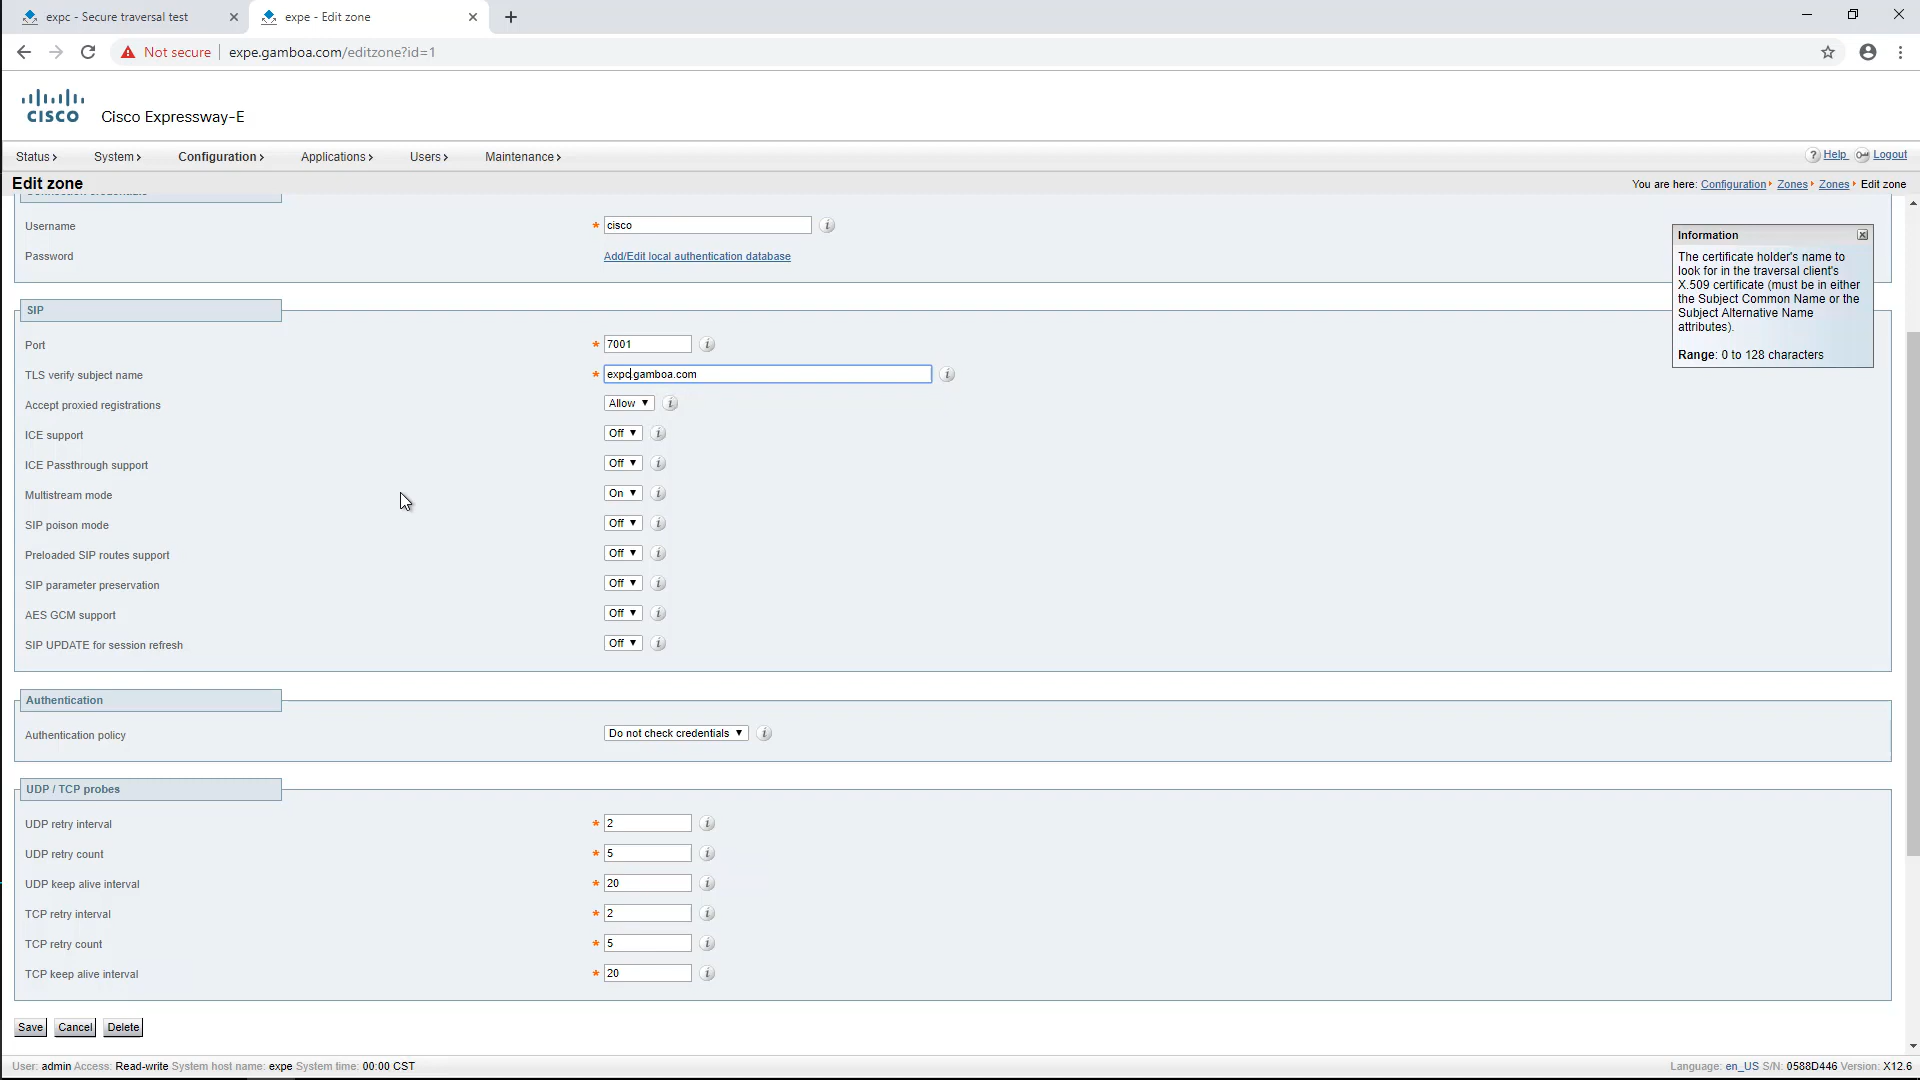 expc - Secure traversal test
expe - Edit zone
Not secure
expe.gamboa.com/editzone?id=1
CISCO
Cisco Expressway-E
Status
System
Configuration
Applications
Users
Maintenance
Help
Logout
Edit zone
You are here: Configuration Zones Zones Edit zone
Username
* cisco
Password
Add/Edit local authentication database
Information
The certificate holder's name to
look for in the traversal client's
X.509 certificate (must be in either
the Subject Common Name or the
Subject Alternative Name
attributes).
Range: 0 to 128 characters
SIP
Port
* 7001
TLS verify subject name
* expc.gamboa.com
Accept proxied registrations
Allow
ICE support
Off
ICE Passthrough support
Off
Multistream mode
On
SIP poison mode
Off
Preloaded SIP routes support
Off
SIP parameter preservation
Off
AES GCM support
Off
SIP UPDATE for session refresh
Off
Authentication
Authentication policy
Do not check credentials
UDP / TCP probes
UDP retry interval
* 2
UDP retry count
* 5
UDP keep alive interval
* 20
TCP retry interval
* 2
TCP retry count
* 5
TCP keep alive interval
* 20
Save
Cancel
Delete
User: admin Access: Read-write System host name: expe System time: 00:00 CST
Language: en_US S/N: 0588D446 Version: X12.6